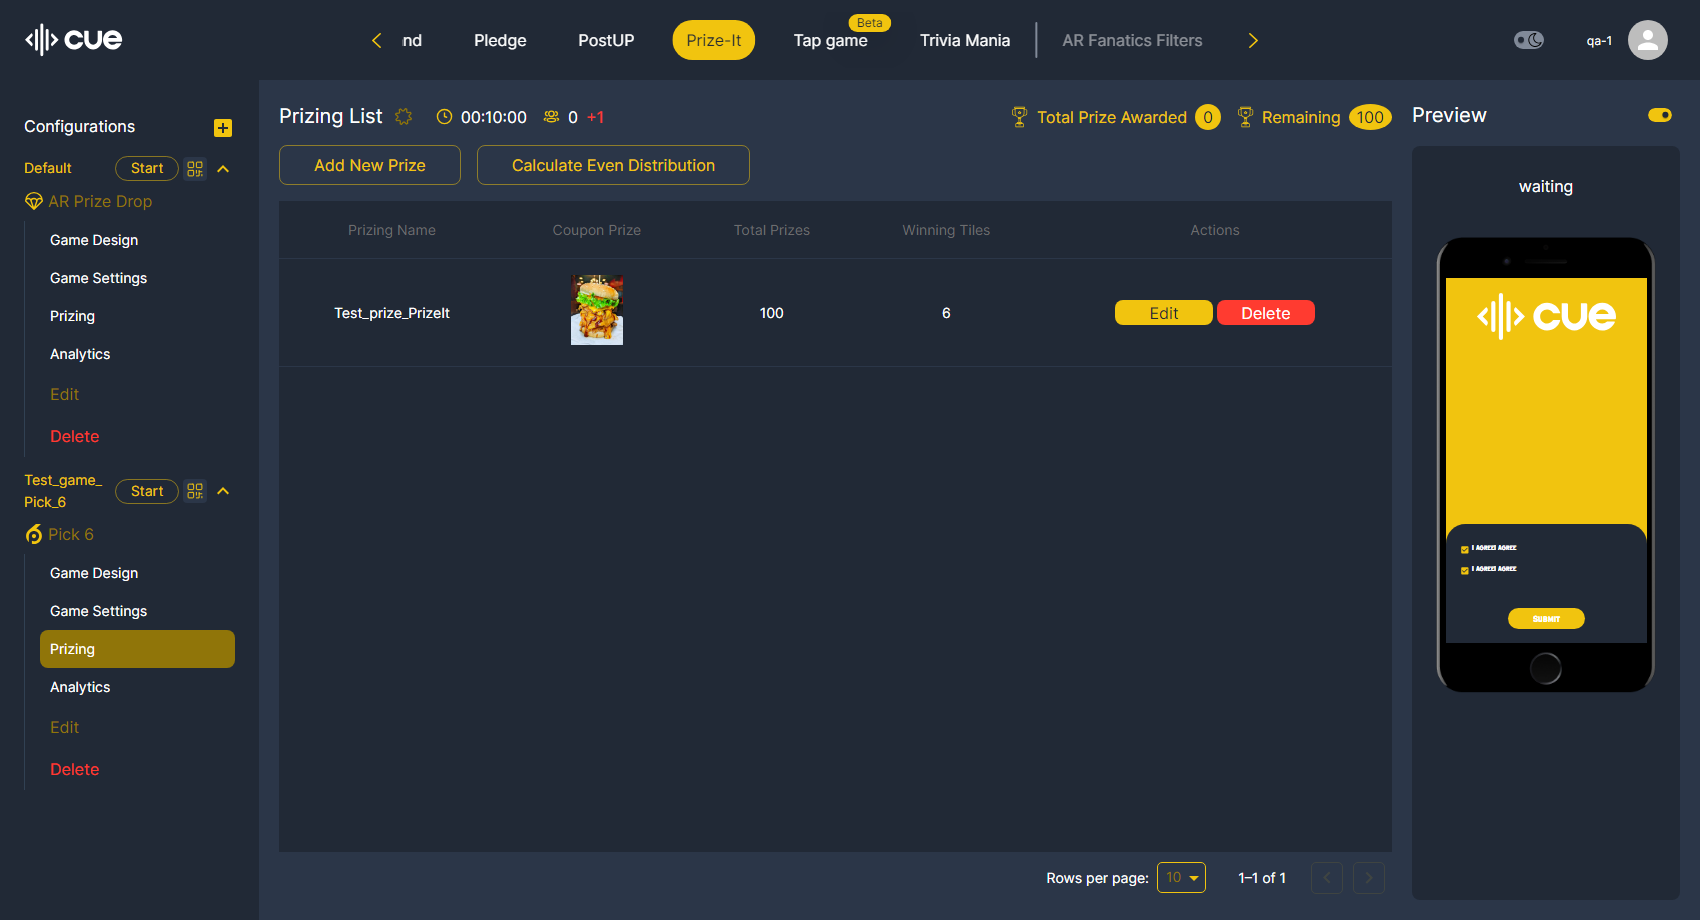 cue
nd
Pledge
PostUP
Prize-It
Beta
Tap game
Trivia Mania
AR Fanatics Filters
qa-1
Configurations
Default
Start
AR Prize Drop
Game Design
Game Settings
Prizing
Analytics
Edit
Delete
Test_game_
Pick_6
Start
Pick 6
Game Design
Game Settings
Prizing
Analytics
Edit
Delete
Prizing List
00:10:00
0 +1
Total Prize Awarded 0
Remaining 100
Add New Prize
Calculate Even Distribution
Prizing Name Coupon Prize Total Prizes Winning Tiles Actions
Test_prize_PrizeIt 100 6 Edit Delete
Rows per page: 10 1–1 of 1
Preview
waiting
cue
I AGREEI AGREE
I AGREEI AGREE
SUBMIT